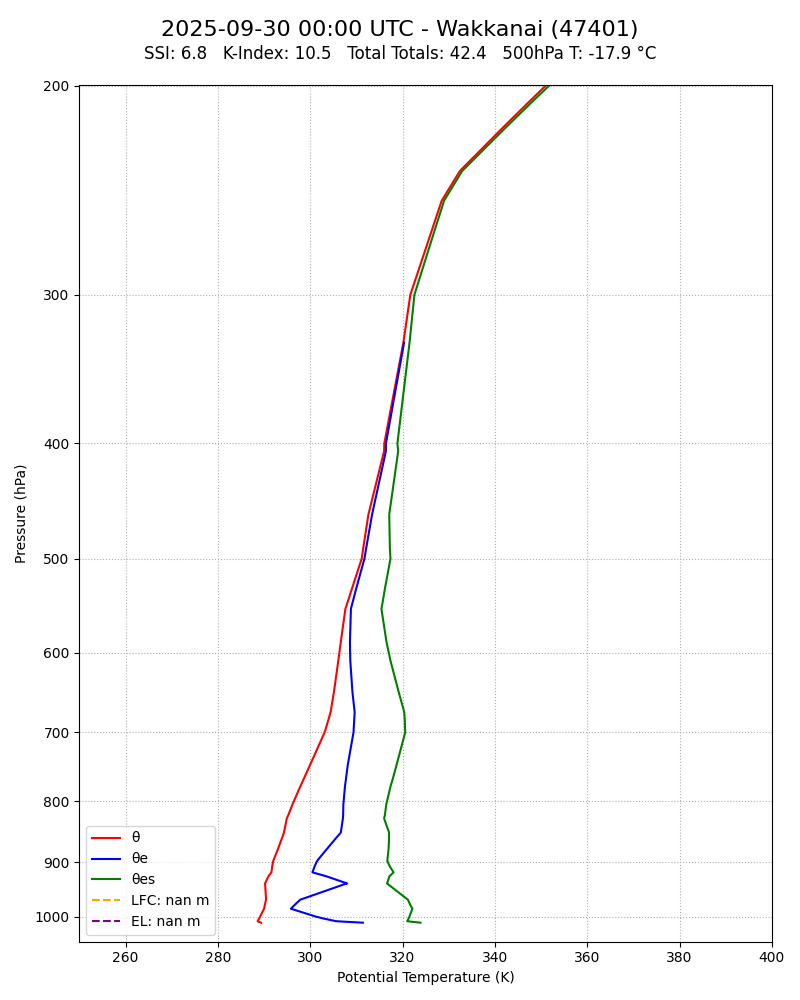 2025-09-30 00:00 UTC - Wakkanai (47401)
SSI: 6.8 K-Index: 10.5 Total Totals: 42.4 500hPa T: -17.9 °C
200
300
400
500
600
700
800
900
1000
Pressure (hPa)
θ
θe
θes
LFC: nan m
EL: nan m
260 280 300 320 340 360 380 400
Potential Temperature (K)